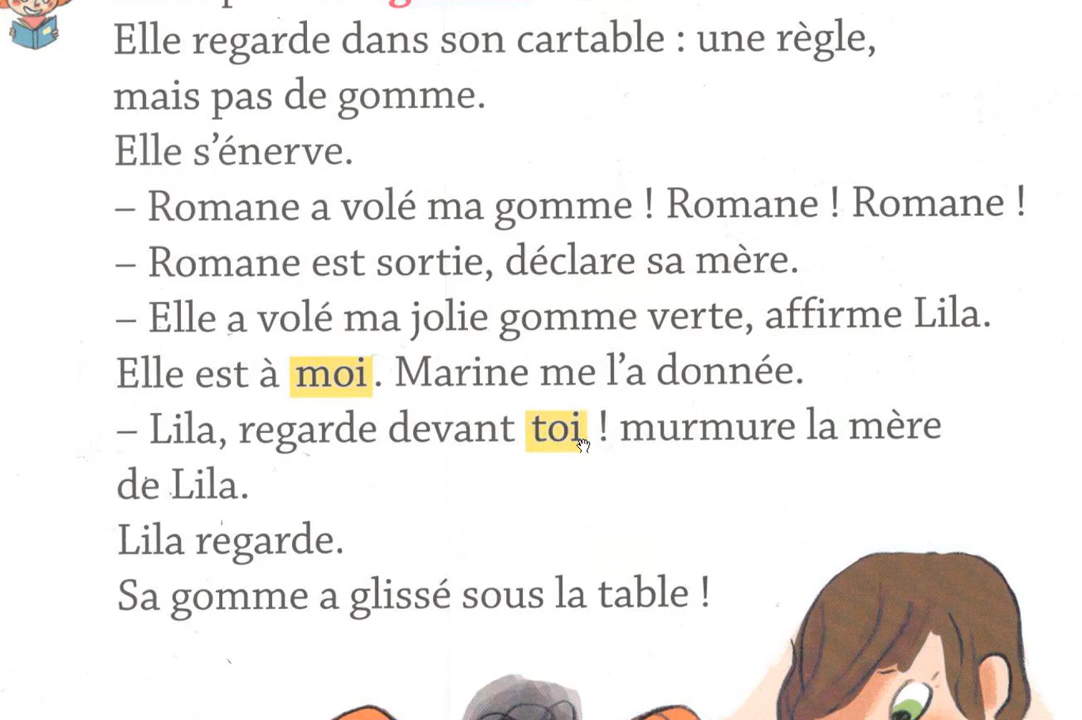 Elle regarde dans son cartable : une règle,
mais pas de gomme.
Elle s'énerve.
– Romane a volé ma gomme ! Romane ! Romane !
– Romane est sortie, déclare sa mère.
– Elle a volé ma jolie gomme verte, affirme Lila.
Elle est à moi. Marine me l'a donnée.
– Lila, regarde devant toi ! murmure la mère
de Lila.
Lila regarde.
Sa gomme a glissé sous la table !